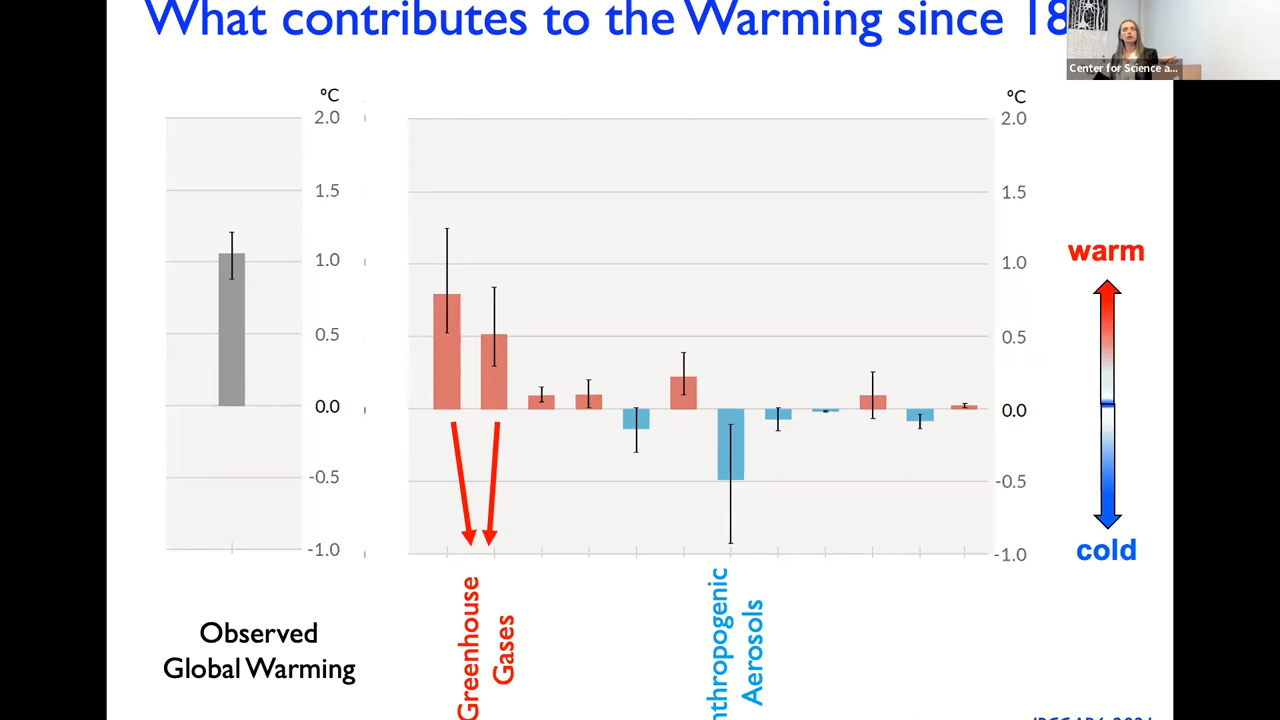 What contributes to the Warming since 18
Center for Science a...
°C
2.0
1.5
1.0
0.5
0.0
-0.5
-1.0
°C
2.0
1.5
1.0
0.5
0.0
-0.5
-1.0
warm
cold
Observed
Global Warming
Greenhouse
Gases
nthropogenic
Aerosols